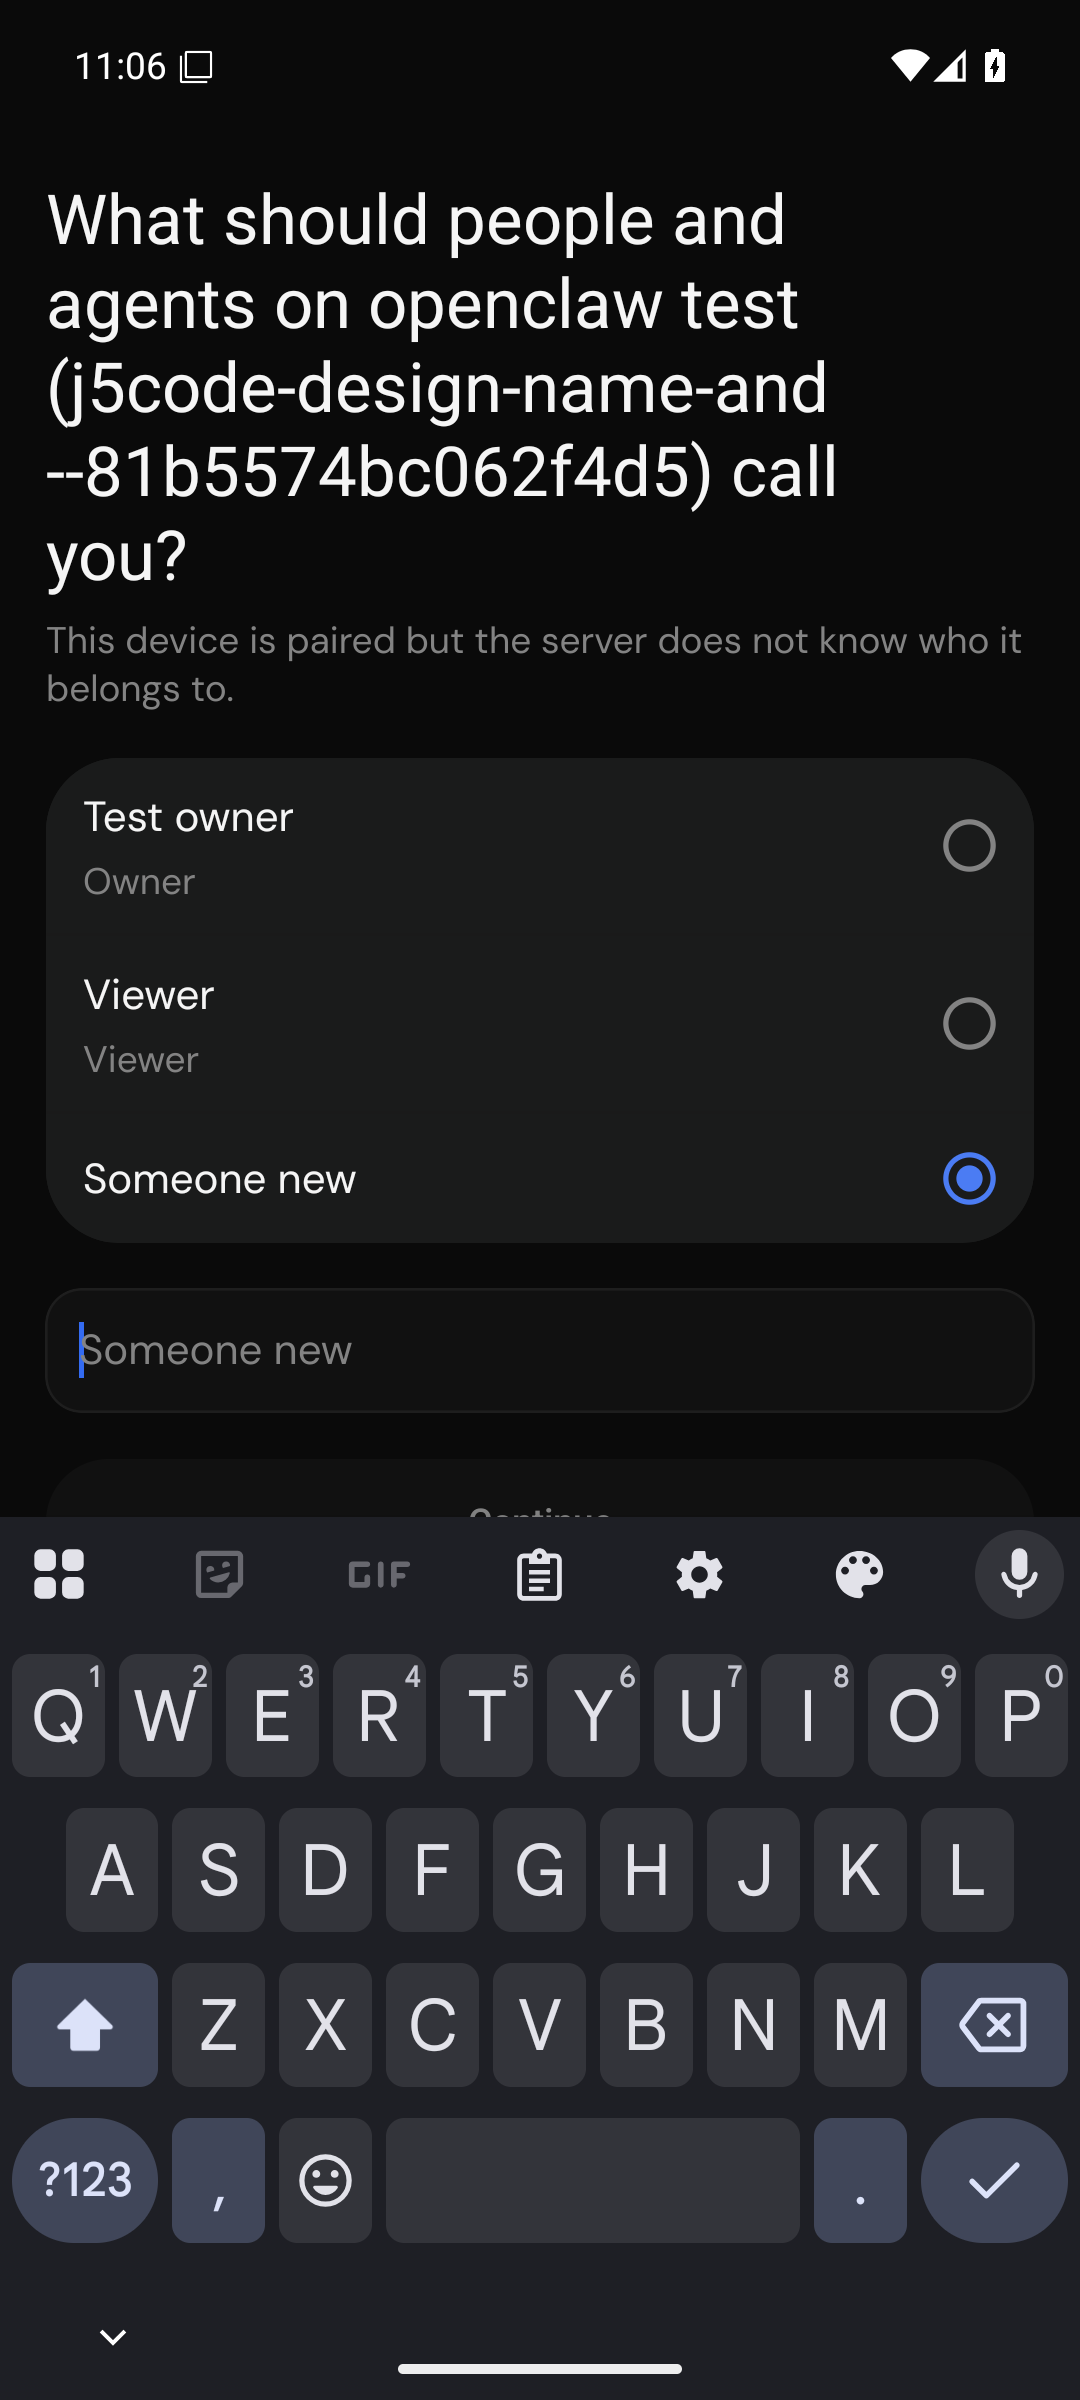 11:06
What should people and
agents on openclaw test
(j5code-design-name-and
--81b5574bc062f4d5) call
you?
This device is paired but the server does not know who it
belongs to.
Test owner
Owner
Viewer
Viewer
Someone new
Someone new
Continue
GIF
Q1 W2 E3 R4 T5 Y6 U7 I8 O9 P0
A S D F G H J K L
Z X C V B N M
?123 , .